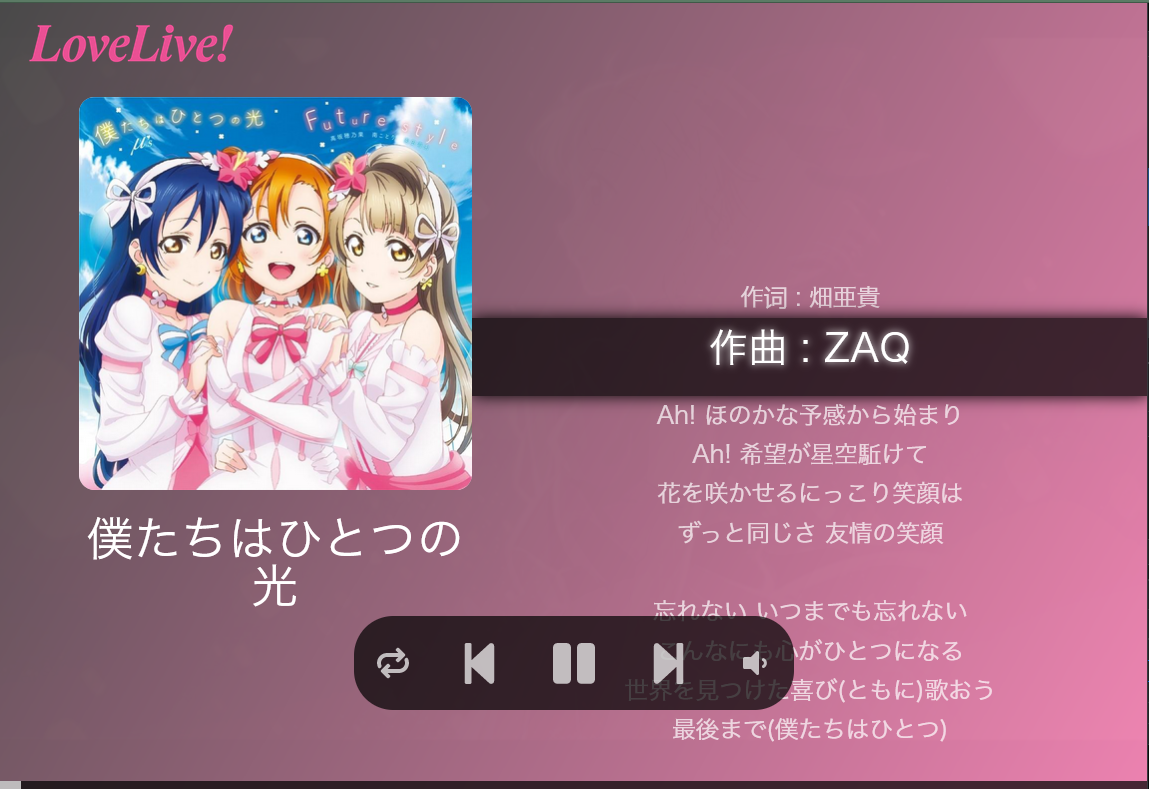 LoveLive!
僕たちはひとつの光
μ's
Future style
僕たちはひとつの
光
作词 : 畑亜貴
作曲 : ZAQ
Ah! ほのかな予感から始まり
Ah! 希望が星空駈けて
花を咲かせるにっこり笑顔は
ずっと同じさ 友情の笑顔
忘れない いつまでも忘れない
こんなにも心がひとつになる
世界を見つけた喜び(ともに)歌おう
最後まで(僕たちはひとつ)